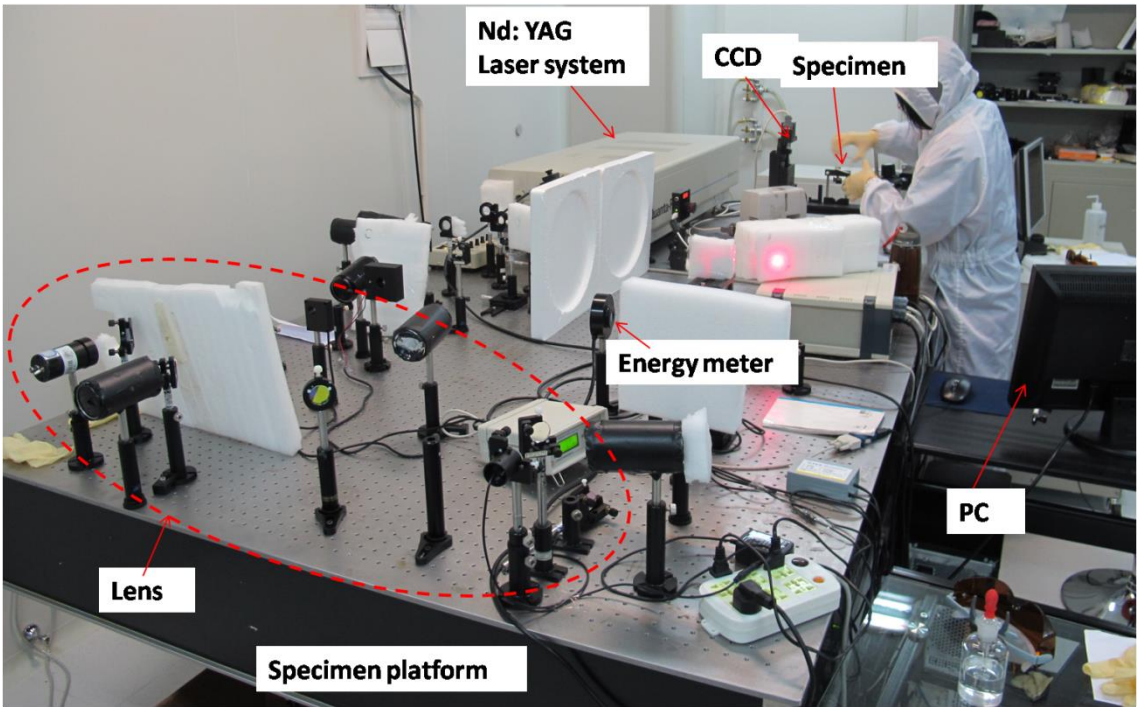 Nd: YAG
Laser system
CCD
Specimen
Energy meter
PC
Lens
Specimen platform